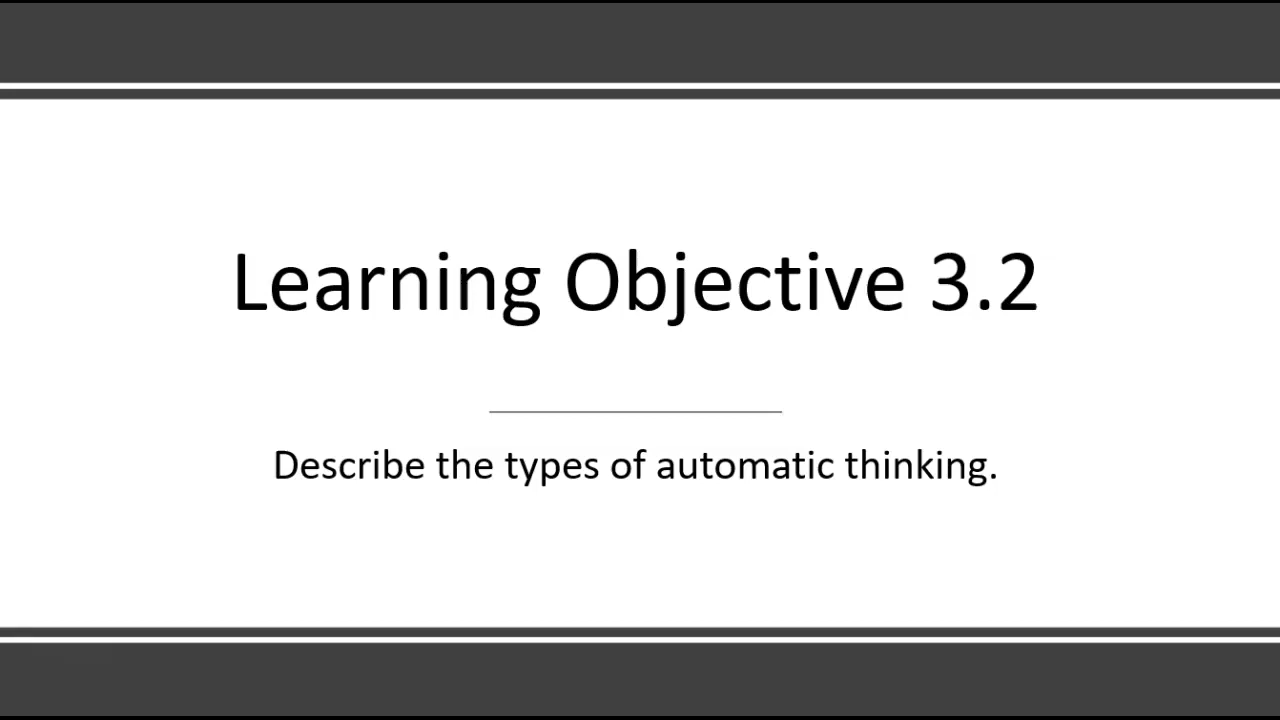 Learning Objective 3.2
Describe the types of automatic thinking.